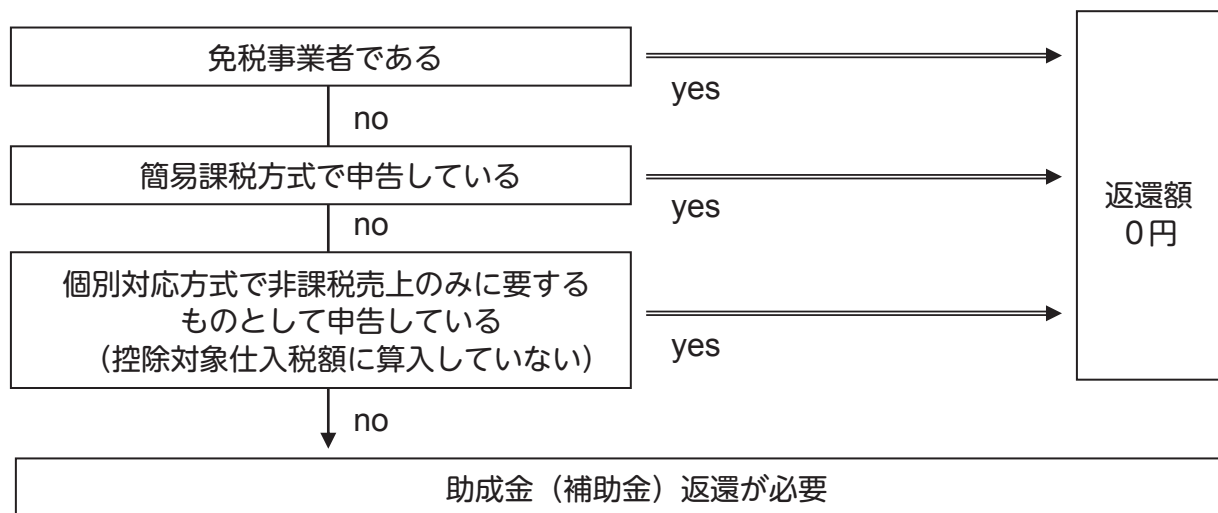 免税事業者である
yes
no
簡易課税方式で申告している
yes
no
個別対応方式で非課税売上のみに要する
ものとして申告している
（控除対象仕入税額に算入していない）
yes
no
返還額
０円
助成金（補助金）返還が必要